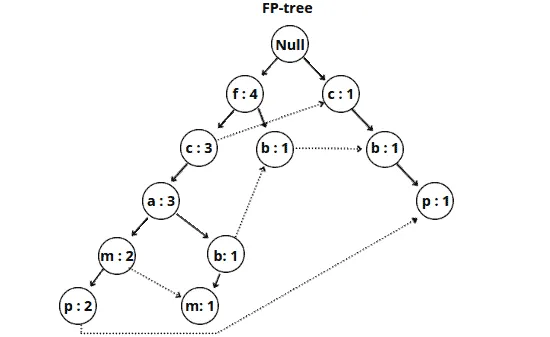 FP-tree
Null
f : 4
c : 1
c : 3
b : 1
b : 1
a : 3
p : 1
m : 2
b: 1
p : 2
m: 1